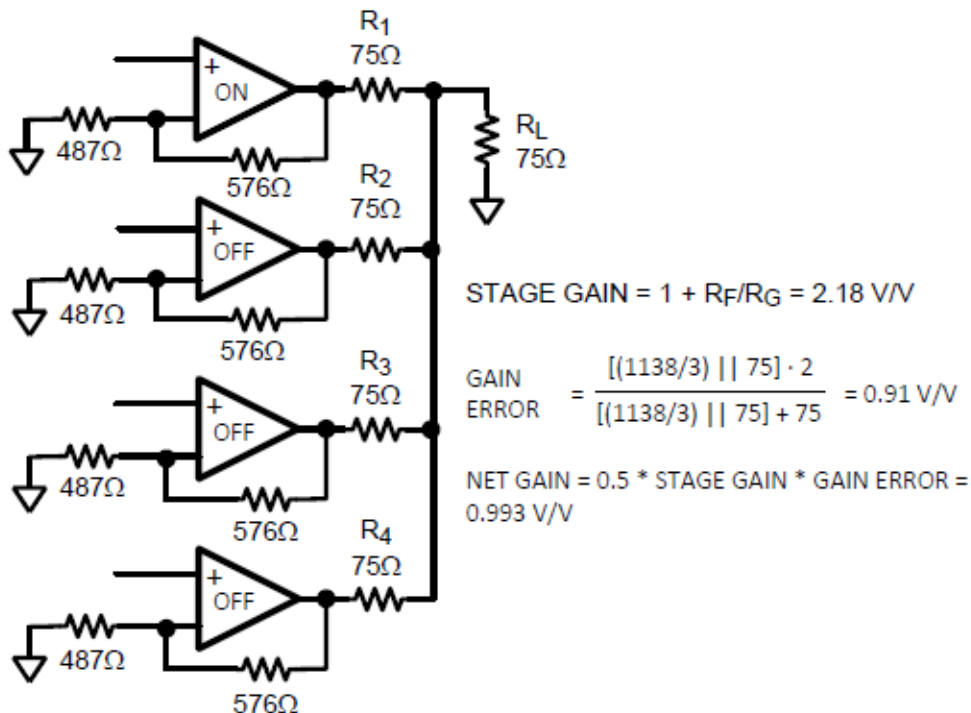 R1
75Ω
+
ON
487Ω
576Ω
RL
75Ω
R2
75Ω
+
OFF
487Ω
576Ω
STAGE GAIN = 1 + RF/RG = 2.18 V/V
GAIN ERROR = [(1138/3) || 75] · 2 / [(1138/3) || 75] + 75 = 0.91 V/V
R3
75Ω
+
OFF
487Ω
576Ω
NET GAIN = 0.5 * STAGE GAIN * GAIN ERROR =
0.993 V/V
R4
75Ω
+
OFF
487Ω
576Ω